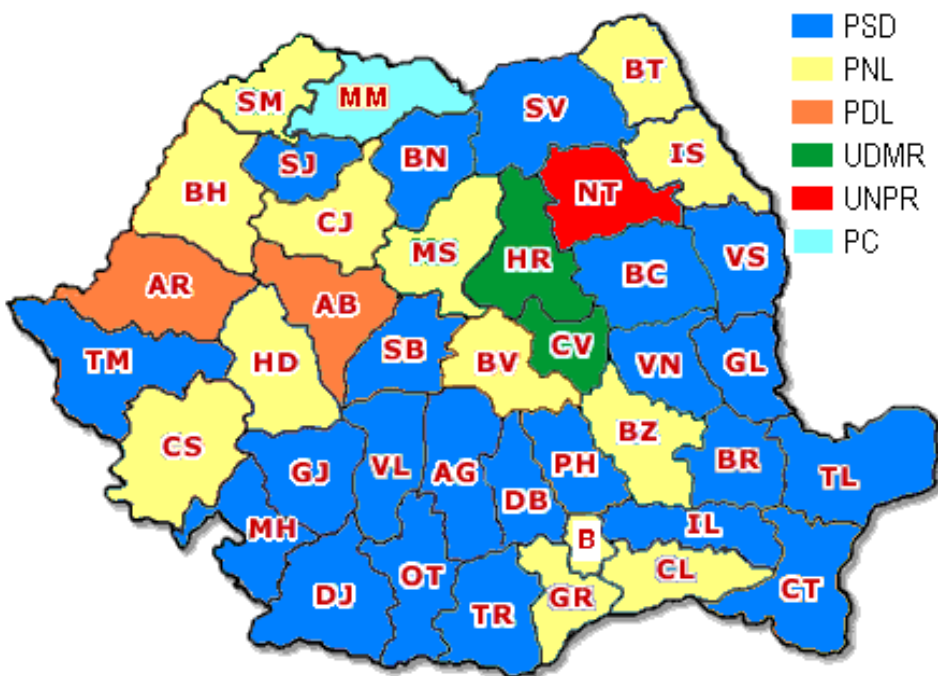 PSD
PNL
PDL
UDMR
UNPR
PC
BT
SM
MM
SV
IS
SJ
BN
BH
NT
CJ
MS
HR
BC
VS
AR
AB
TM
HD
SB
BV
CV
VN
GL
CS
BZ
GJ
VL
AG
PH
BR
TL
DB
MH
B
IL
OT
CL
DJ
TR
GR
CT